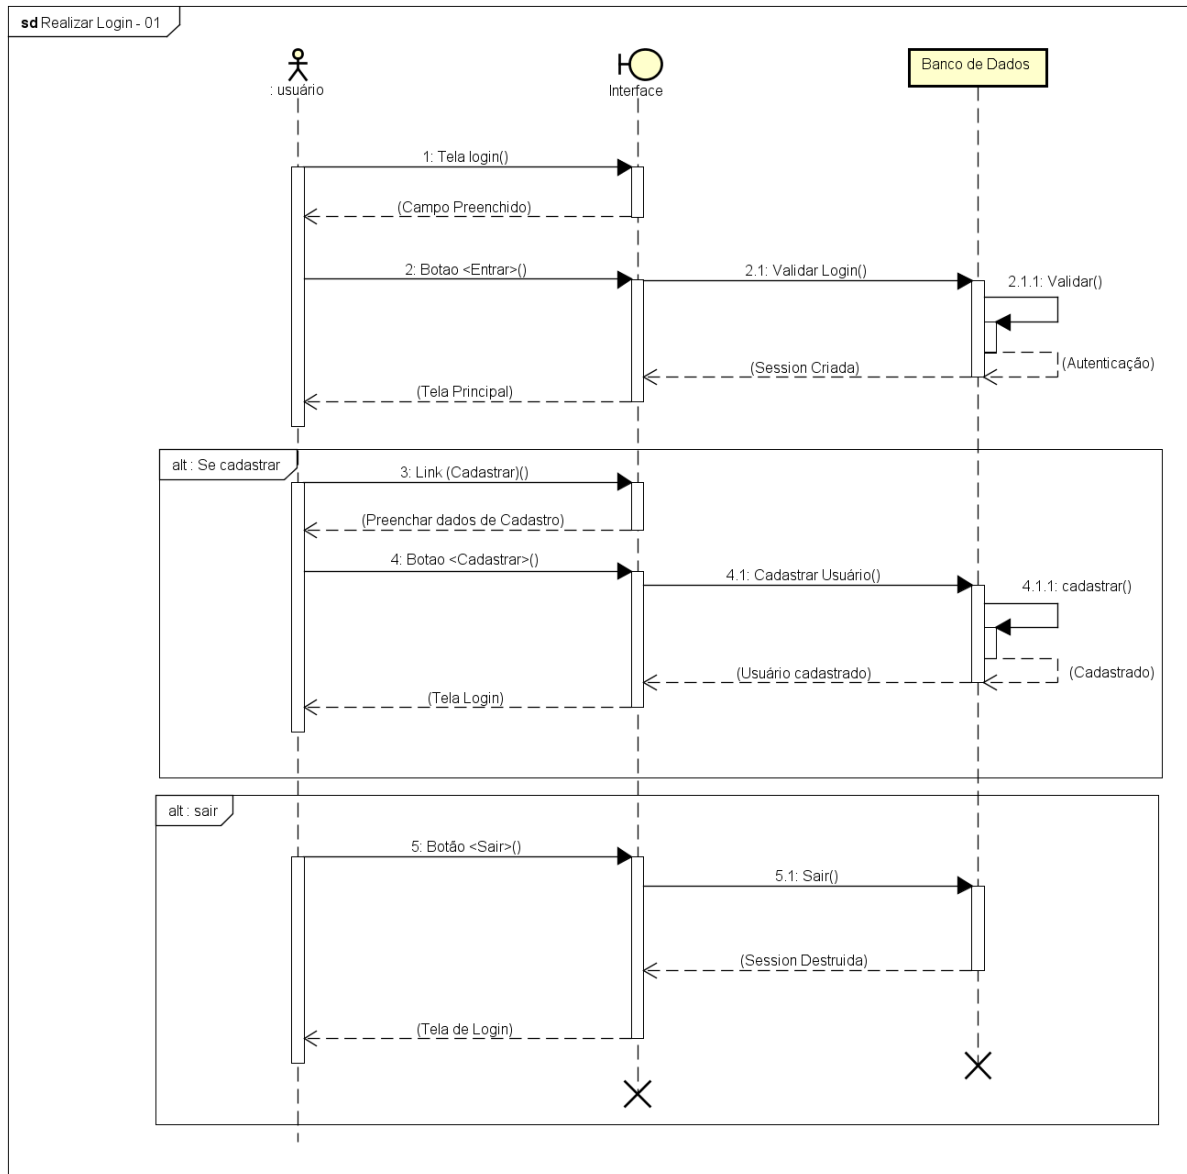 sd Realizar Login - 01
: usuário
Interface
Banco de Dados
1: Tela login()
(Campo Preenchido)
2: Botao <Entrar>()
2.1: Validar Login()
2.1.1: Validar()
(Autenticação)
(Session Criada)
(Tela Principal)
alt : Se cadastrar
3: Link (Cadastrar)()
(Preenchar dados de Cadastro)
4: Botao <Cadastrar>()
4.1: Cadastrar Usuário()
4.1.1: cadastrar()
(Cadastrado)
(Usuário cadastrado)
(Tela Login)
alt : sair
5: Botão <Sair>()
5.1: Sair()
(Session Destruida)
(Tela de Login)